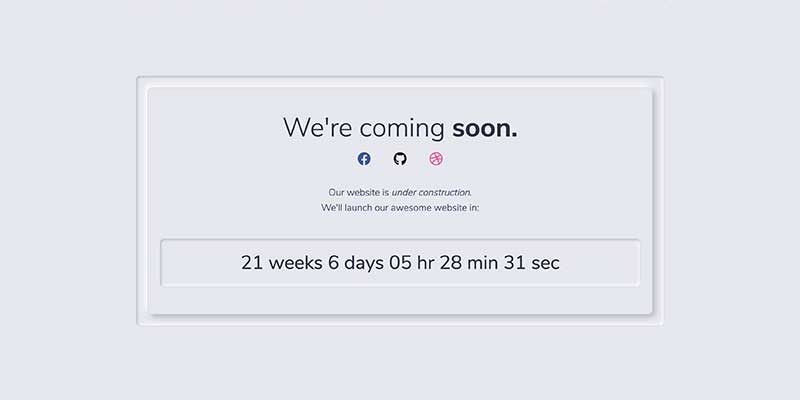 We're coming soon.
Our website is under construction.
We'll launch our awesome website in:
21 weeks 6 days 05 hr 28 min 31 sec